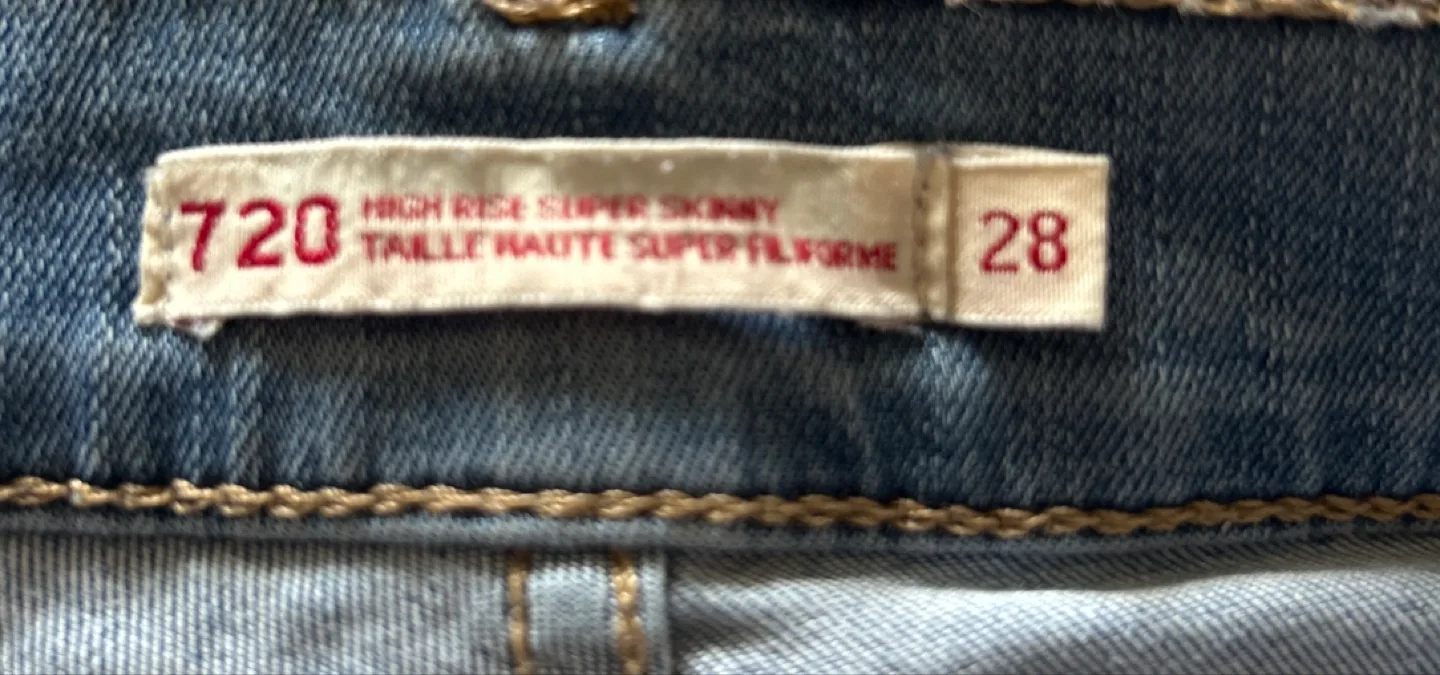 720 HIGH RISE SUPER SKINNY
TAILLE HAUTE SUPER FILIFORME
28